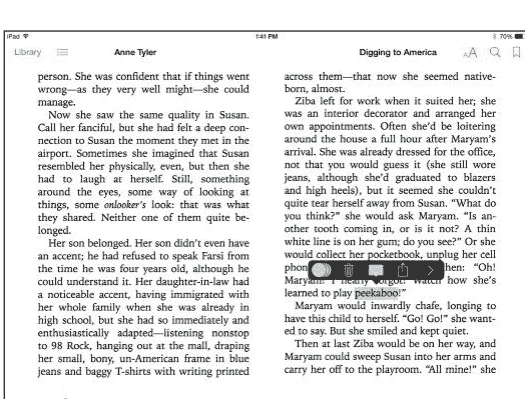 iPad
1:41 PM
70%
Library
Anne Tyler
Digging to America
AA
person. She was confident that if things went
wrong—as they very well might—she could
manage.
Now she saw the same quality in Susan.
Call her fanciful, but she had felt a deep con-
nection to Susan the moment they met in the
airport. Sometimes she imagined that Susan
resembled her physically, even, but then she
had to laugh at herself. Still, something
around the eyes, some way of looking at
things, some onlooker's look: that was what
they shared. Neither one of them quite be-
longed.
Her son belonged. Her son didn't even have
an accent; he had refused to speak Farsi from
the time he was four years old, although he
could understand it. Her daughter-in-law had
a noticeable accent, having immigrated with
her whole family when she was already in
high school, but she had so immediately and
enthusiastically adapted—listening nonstop
to 98 Rock, hanging out at the mall, draping
her small, bony, un-American frame in blue
jeans and baggy T-shirts with writing printed
across them—that now she seemed native-
born, almost.
Ziba left for work when it suited her; she
was an interior decorator and arranged her
own appointments. Often she'd be loitering
around the house a full hour after Maryam's
arrival. She was already dressed for the office,
not that you would guess it (she still wore
jeans, although she'd graduated to blazers
and high heels), but it seemed she couldn't
quite tear herself away from Susan. "What do
you think?" she would ask Maryam. "Is an-
other tooth coming in, or is it not? A thin
white line is on her gum; do you see?" Or she
would collect her pocketbook, unplug her cell
phon hen: "Oh!
Maryam! I nearly forgot! Watch how she's
learned to play peekaboo!"
Maryam would inwardly chafe, longing to
have this child to herself. "Go! Go!" she want-
ed to say. But she smiled and kept quiet.
Then at last Ziba would be on her way, and
Maryam could sweep Susan into her arms and
carry her off to the playroom. "All mine!" she